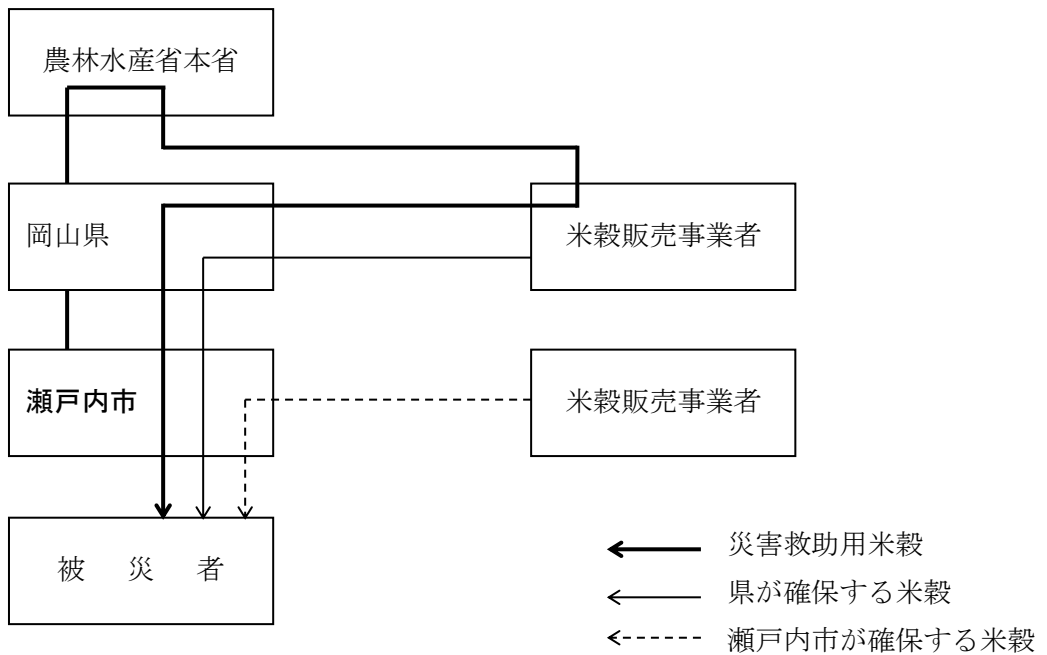 農林水産省本省
岡山県
米穀販売事業者
瀬戸内市
米穀販売事業者
被 災 者
災害救助用米穀
県が確保する米穀
瀬戸内市が確保する米穀